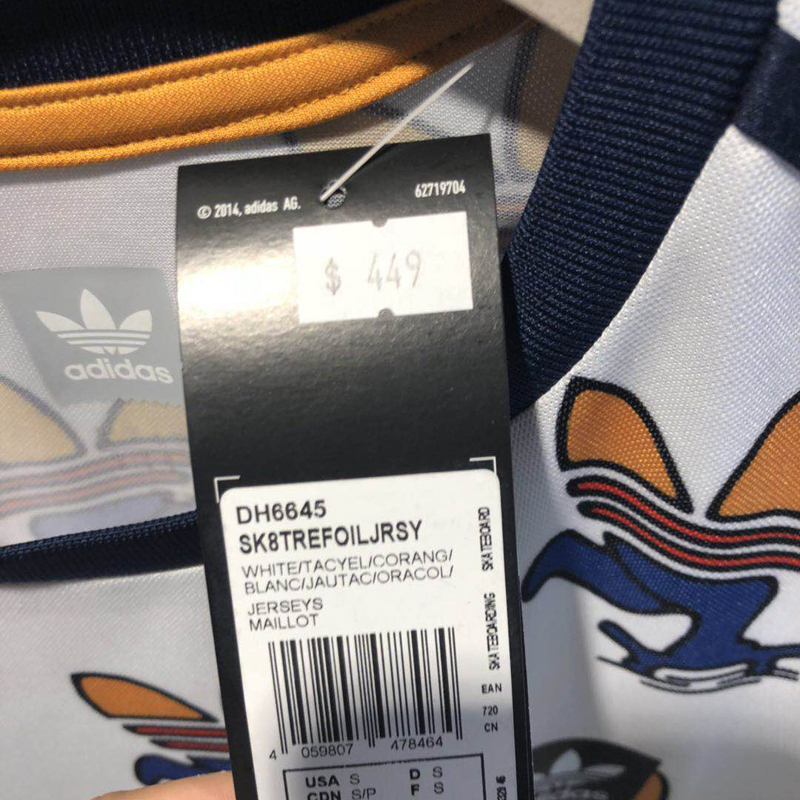 © 2014, adidas AG.
62719704
$ 449
adidas
DH6645
SK8TREFOILJRSY
WHITE/TACYEL/CORANG/
BLANC/JAUTAC/ORACOL/
JERSEYS
MAILLOT
SKATEBOARDING SKATEBOARD
EAN
720
CN
4 059807 478464
USA S D S
CDN S/P F S